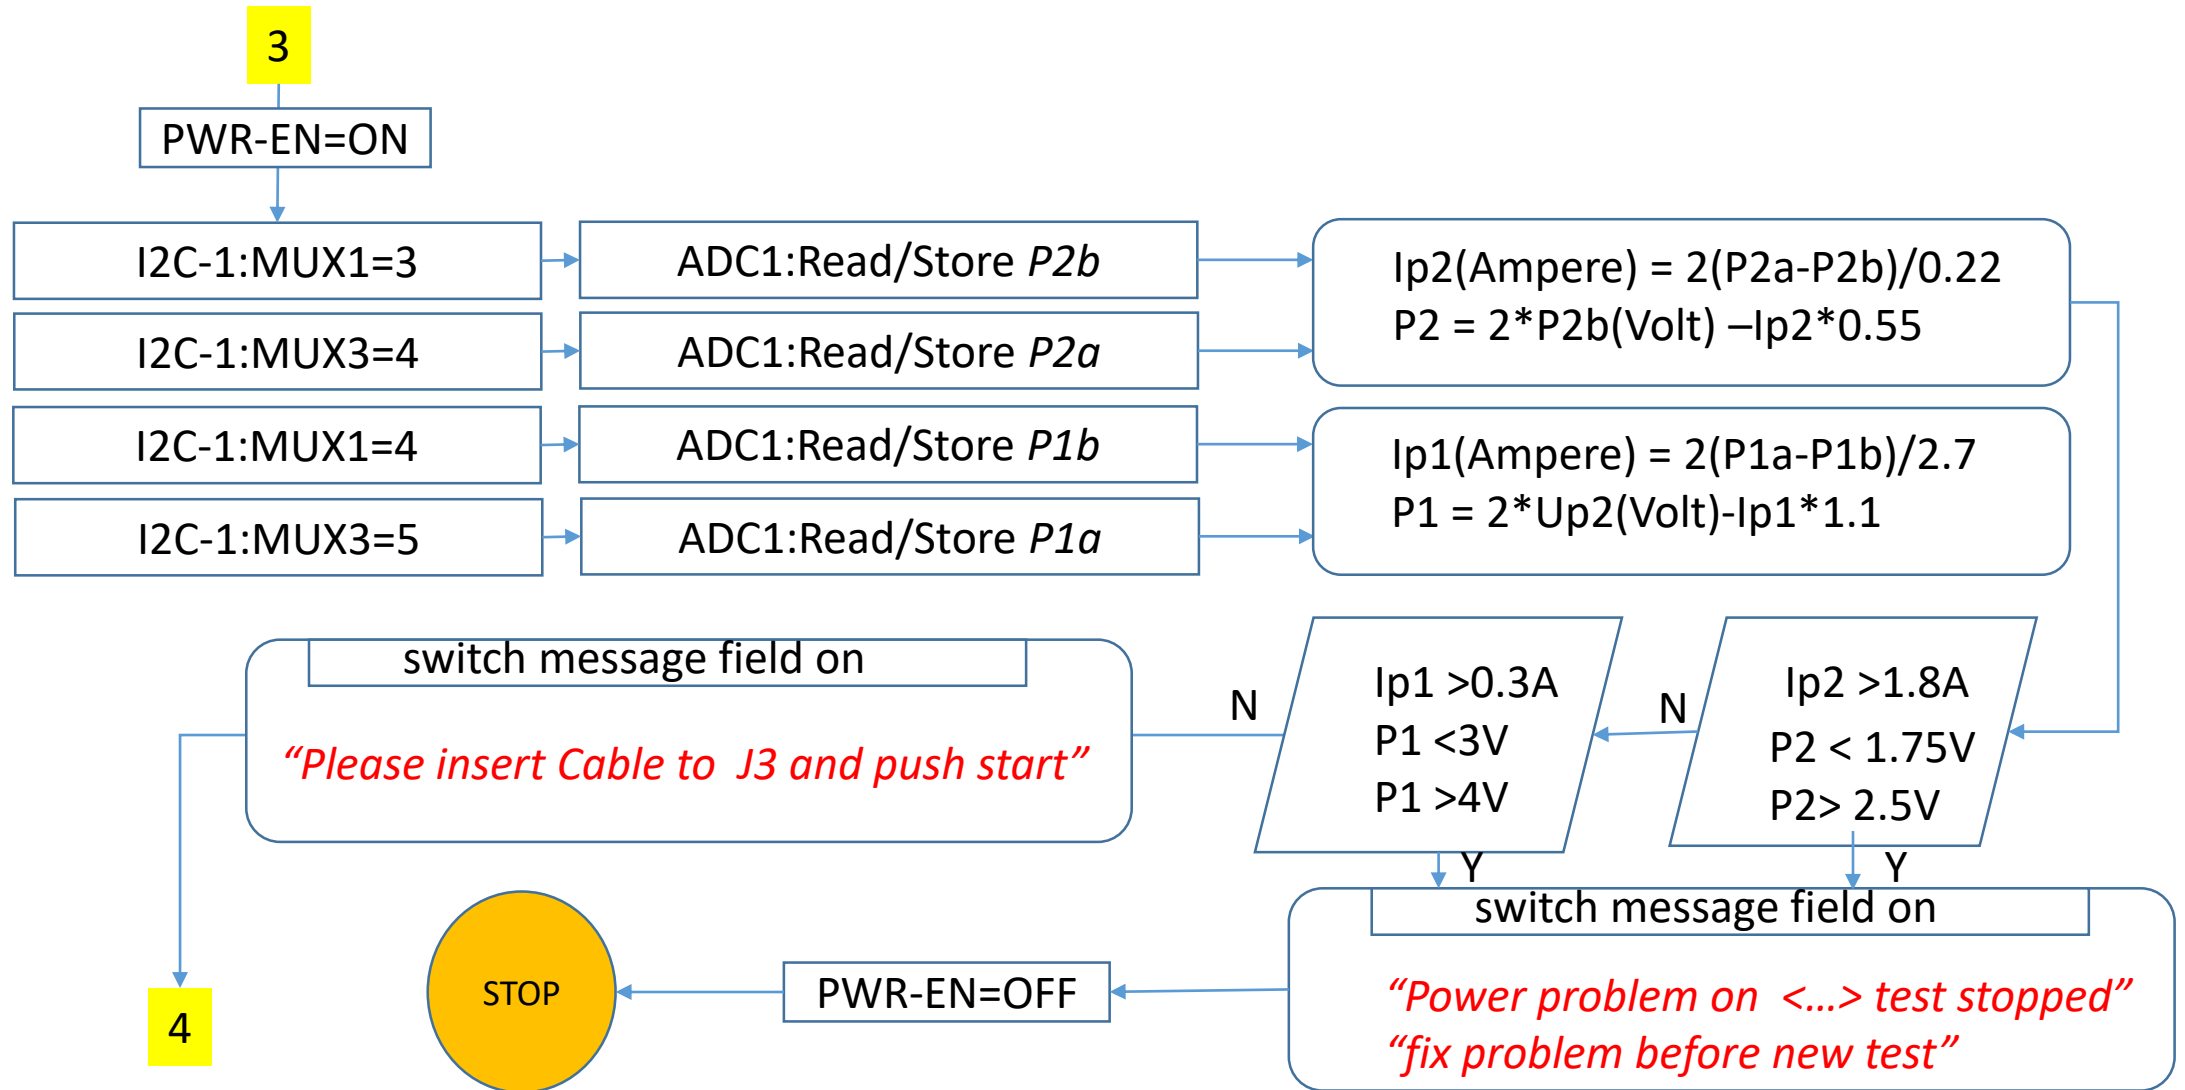 3
PWR-EN=ON
I2C-1:MUX1=3
ADC1:Read/Store P2b
I2C-1:MUX3=4
ADC1:Read/Store P2a
Ip2(Ampere) = 2(P2a-P2b)/0.22
P2 = 2*P2b(Volt) –Ip2*0.55
I2C-1:MUX1=4
ADC1:Read/Store P1b
I2C-1:MUX3=5
ADC1:Read/Store P1a
Ip1(Ampere) = 2(P1a-P1b)/2.7
P1 = 2*Up2(Volt)-Ip1*1.1
Ip2 >1.8A
P2 < 1.75V
P2> 2.5V
N
Y
Ip1 >0.3A
P1 <3V
P1 >4V
N
Y
switch message field on
“Please insert Cable to  J3 and push start”
4
switch message field on
“Power problem on  <...> test stopped”
“fix problem before new test”
PWR-EN=OFF
STOP